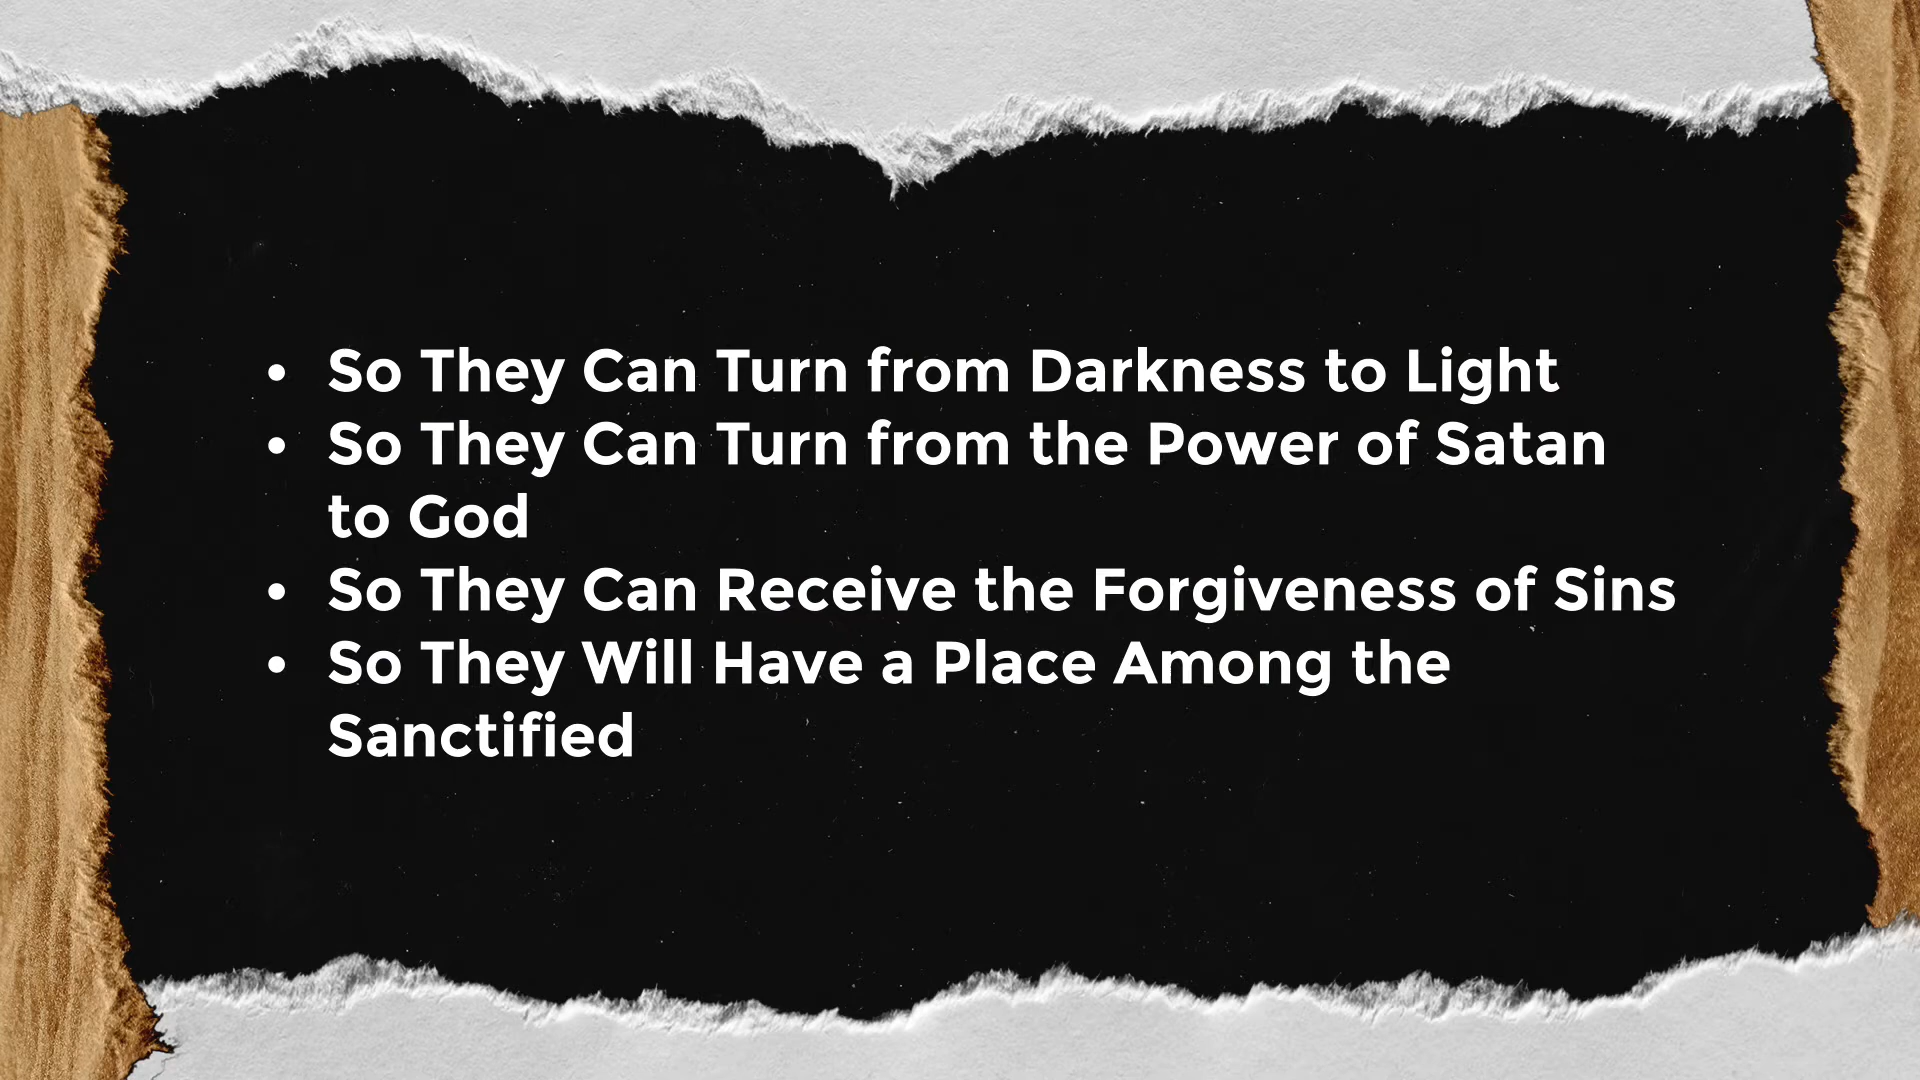 • So They Can Turn from Darkness to Light
• So They Can Turn from the Power of Satan
to God
• So They Can Receive the Forgiveness of Sins
• So They Will Have a Place Among the
Sanctified